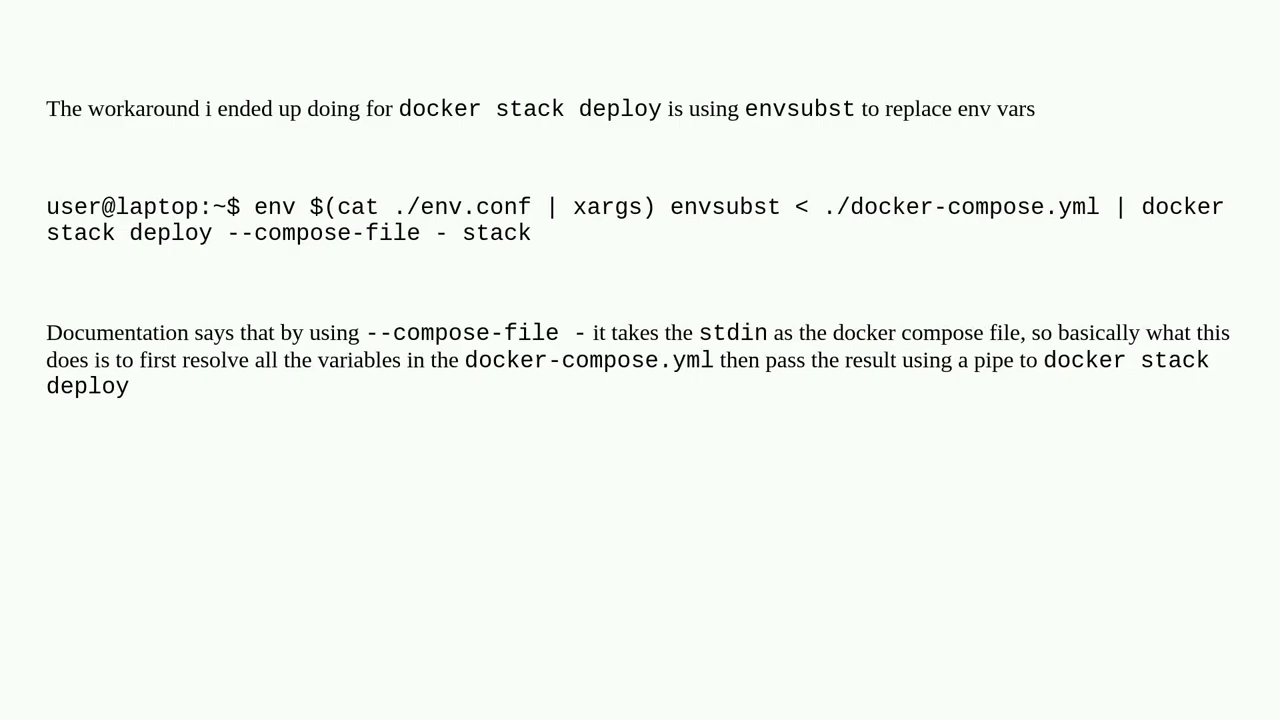 The workaround i ended up doing for docker stack deploy is using envsubst to replace env vars
user@laptop:~$ env $(cat ./env.conf | xargs) envsubst < ./docker-compose.yml | docker
stack deploy --compose-file - stack
Documentation says that by using --compose-file - it takes the stdin as the docker compose file, so basically what this
does is to first resolve all the variables in the docker-compose.yml then pass the result using a pipe to docker stack
deploy